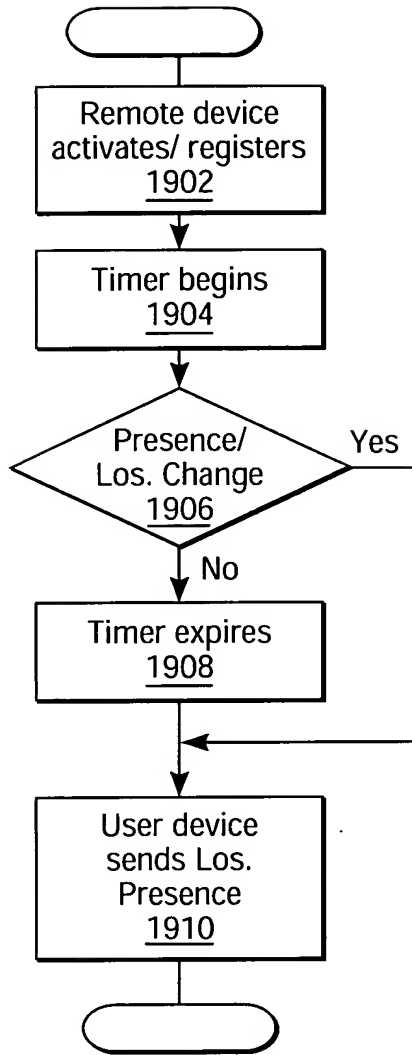 Remote device
activates/ registers
1902
Timer begins
1904
Presence/
Los. Change
1906
Yes
No
Timer expires
1908
User device
sends Los.
Presence
1910